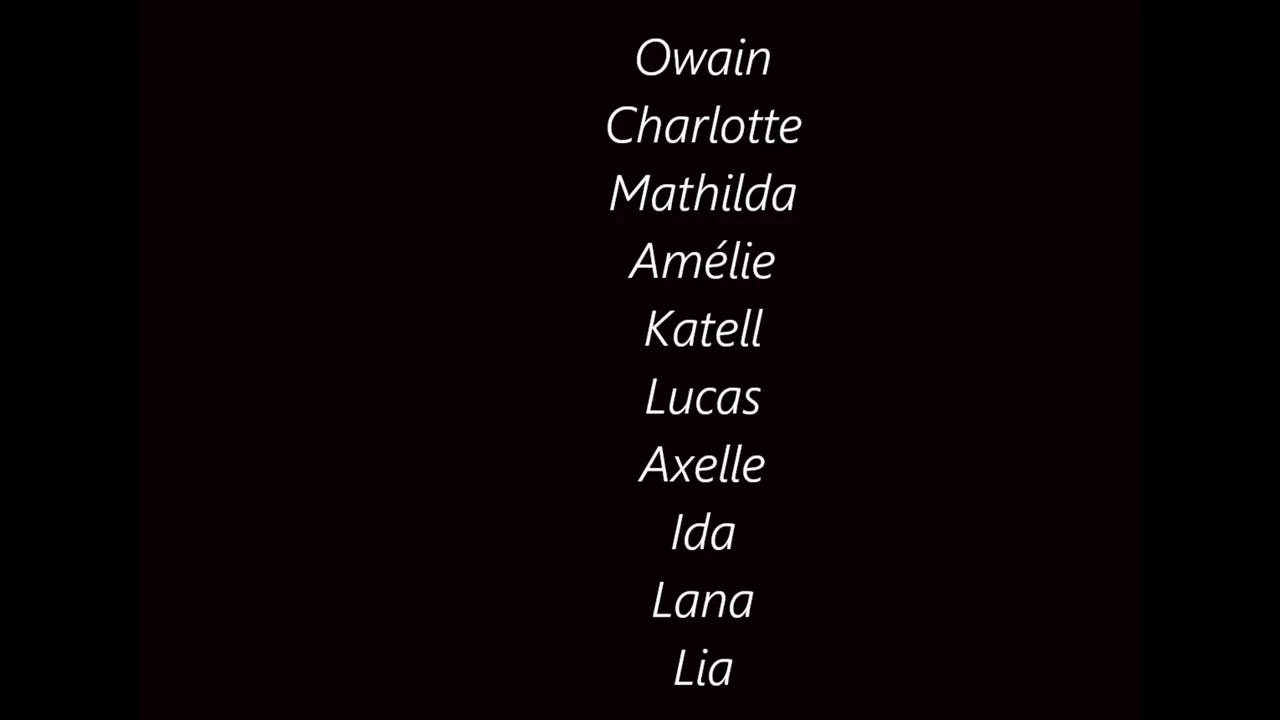 Owain
Charlotte
Mathilda
Amélie
Katell
Lucas
Axelle
Ida
Lana
Lia